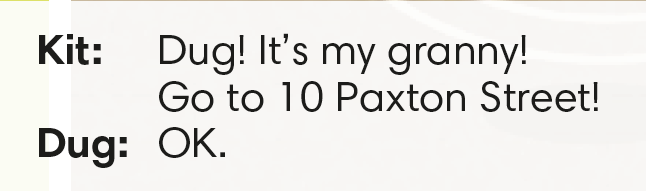 Kit: Dug! It's my granny!
Go to 10 Paxton Street!
Dug: OK.